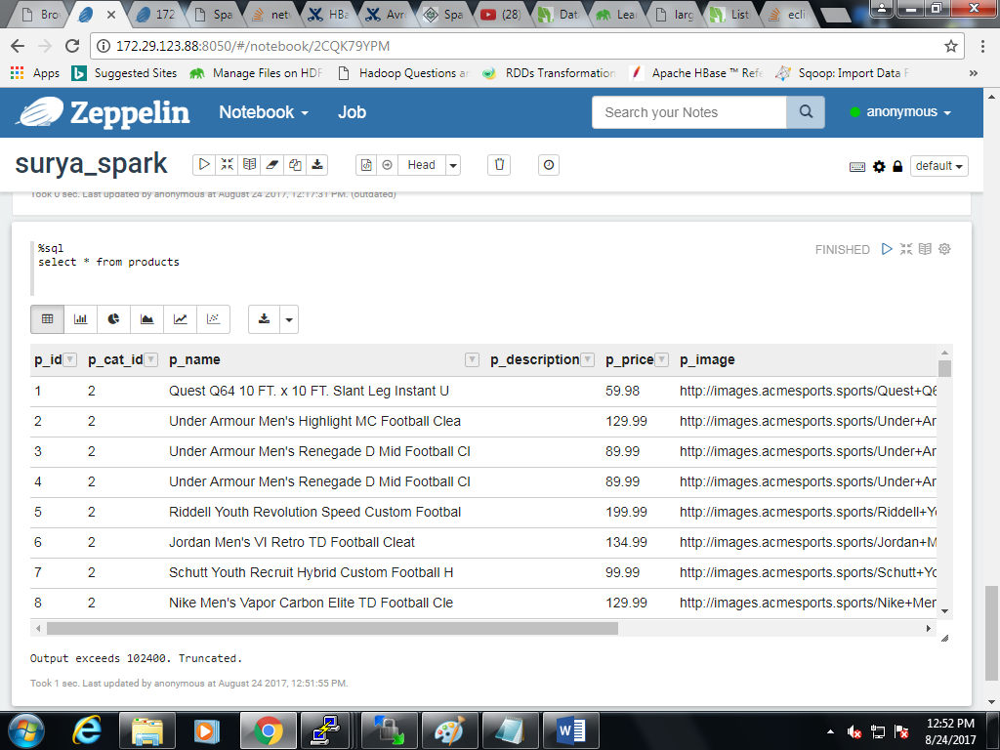 Bro
172
Spa
netw
HBa
Avro
Spa
(28)
Dat
Lea
larg
List
ecli
172.29.123.88:8050/#/notebook/2CQK79YPM
Apps
Suggested Sites
Manage Files on HDF
Hadoop Questions an
RDDs Transformation
Apache HBase ™ Refe
Sqoop: Import Data F
»
Zeppelin
Notebook
Job
Search your Notes
anonymous
surya_spark
Head
default
Took 0 sec. Last updated by anonymous at August 24 2017, 12:17:31 PM. (outdated)
%sql
FINISHED
select * from products
p_id p_cat_id p_name p_description p_price p_image
1 2 Quest Q64 10 FT. x 10 FT. Slant Leg Instant U 59.98 http://images.acmesports.sports/Quest+Q6
2 2 Under Armour Men's Highlight MC Football Clea 129.99 http://images.acmesports.sports/Under+Ar
3 2 Under Armour Men's Renegade D Mid Football Cl 89.99 http://images.acmesports.sports/Under+Ar
4 2 Under Armour Men's Renegade D Mid Football Cl 89.99 http://images.acmesports.sports/Under+Ar
5 2 Riddell Youth Revolution Speed Custom Footbal 199.99 http://images.acmesports.sports/Riddell+Yo
6 2 Jordan Men's VI Retro TD Football Cleat 134.99 http://images.acmesports.sports/Jordan+M
7 2 Schutt Youth Recruit Hybrid Custom Football H 99.99 http://images.acmesports.sports/Schutt+Yo
8 2 Nike Men's Vapor Carbon Elite TD Football Cle 129.99 http://images.acmesports.sports/Nike+Mer
Output exceeds 102400. Truncated.
Took 1 sec. Last updated by anonymous at August 24 2017, 12:51:55 PM.
12:52 PM
8/24/2017